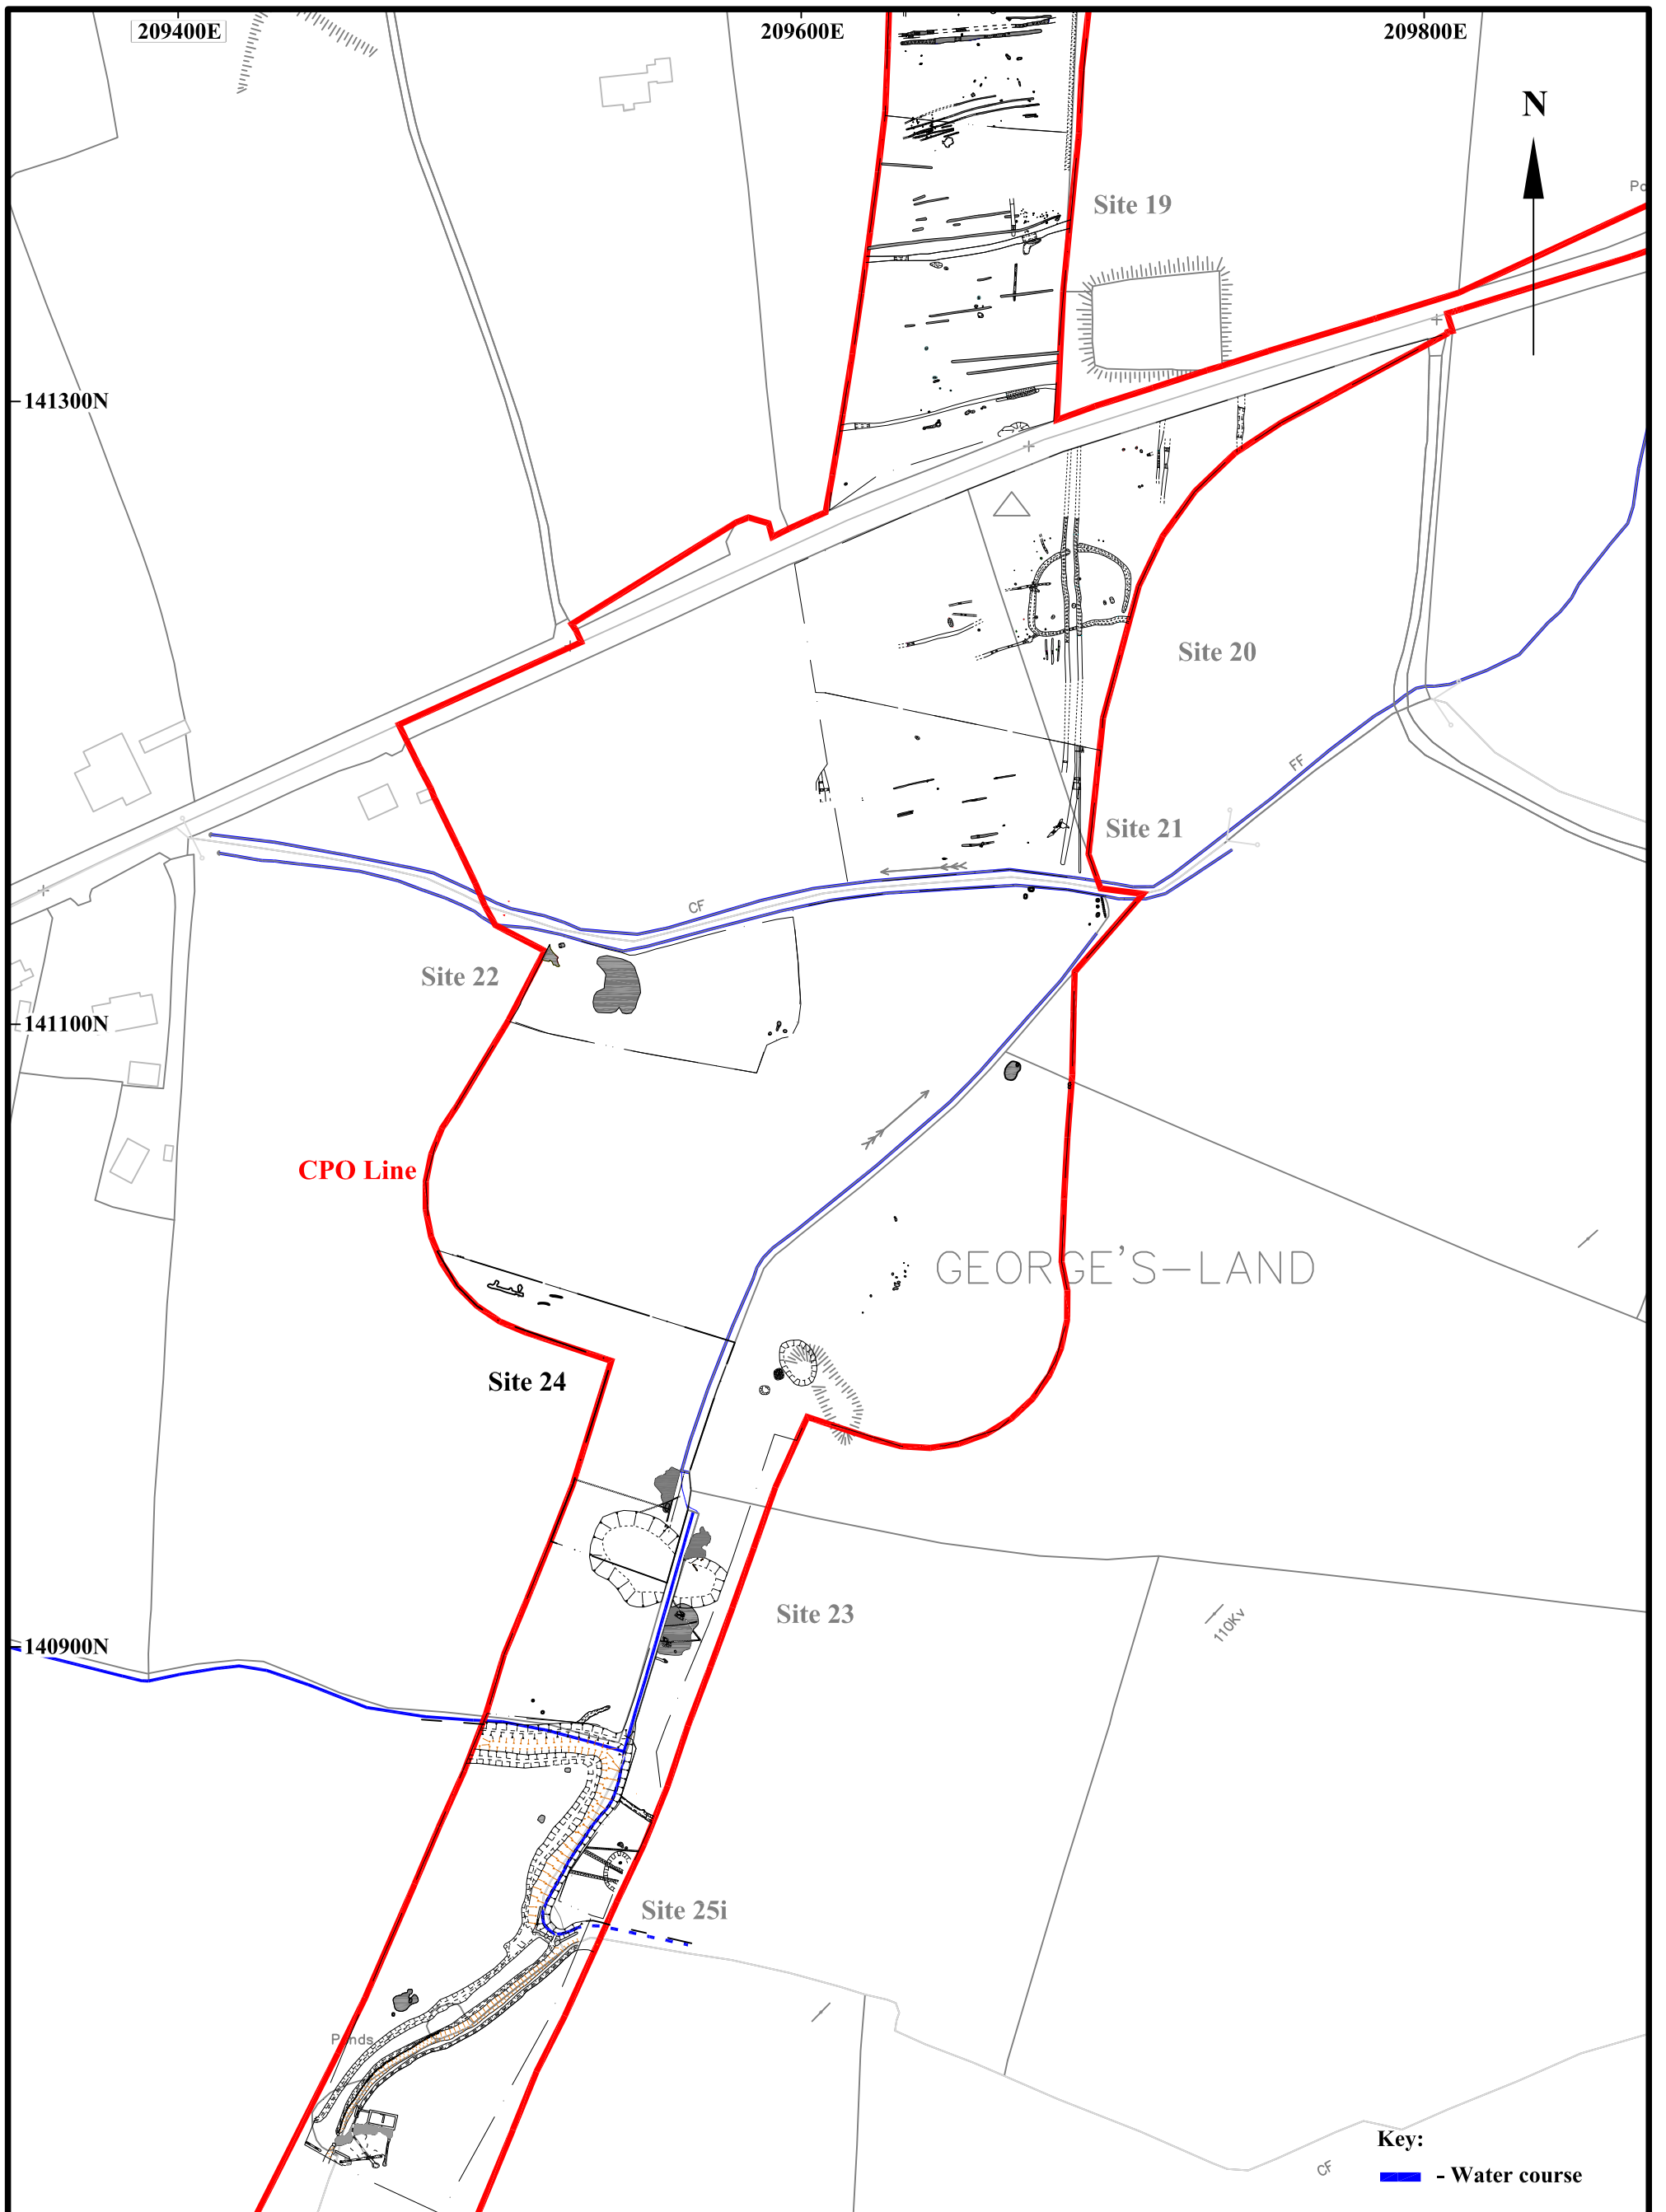 209400E
209600E
209800E
N
Po
Site 19
141300N
Site 20
FF
Site 21
CF
Site 22
141100N
CPO Line
GEORGE'S-LAND
Site 24
Site 23
110Kv
140900N
Site 25i
Ponds
Key:
CF
- Water course